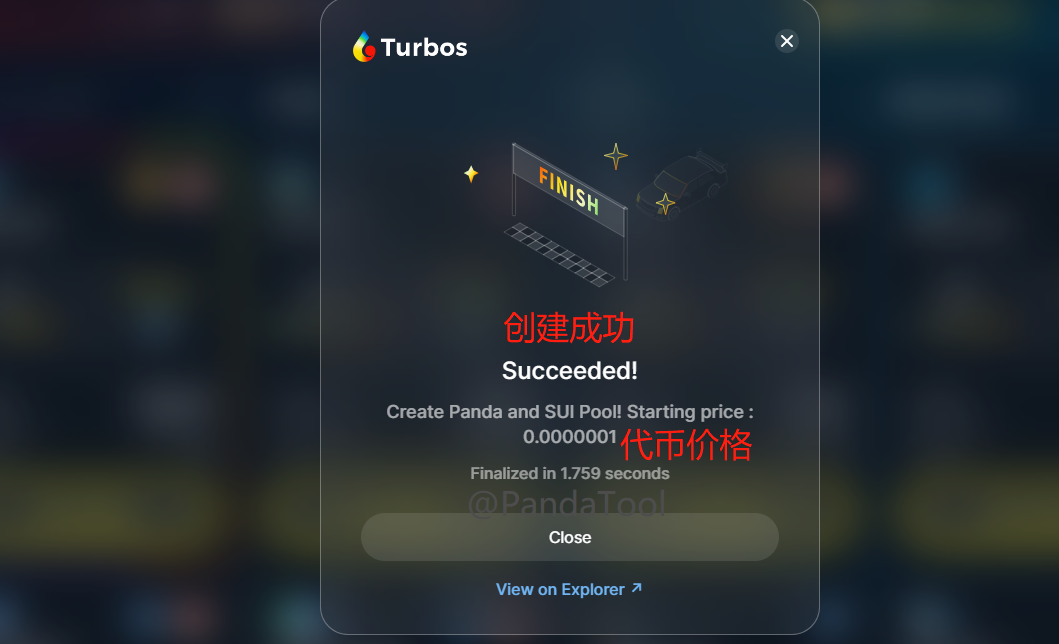 Turbos
FINISH
创建成功
Succeeded!
Create Panda and SUI Pool! Starting price :
0.0000001 代币价格
Finalized in 1.759 seconds
@PandaTool
Close
View on Explorer ↗